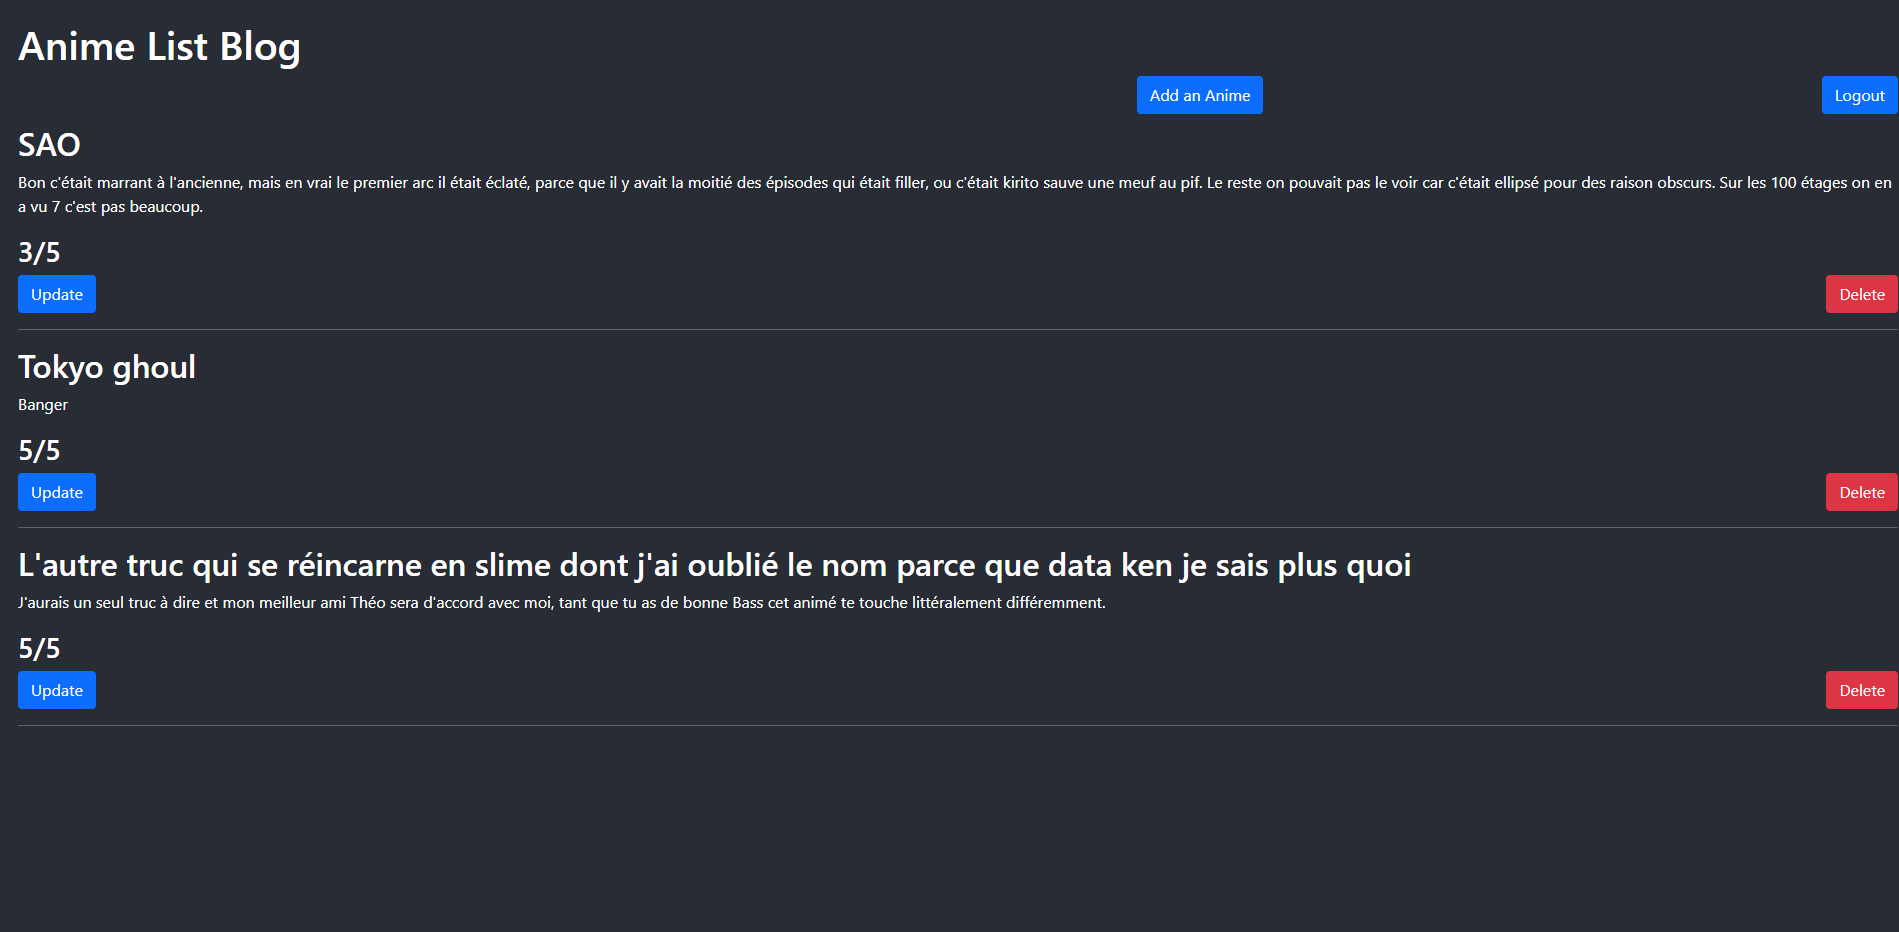 Anime List Blog
Add an Anime
Logout
SAO
Bon c'était marrant à l'ancienne, mais en vrai le premier arc il était éclaté, parce que il y avait la moitié des épisodes qui était filler, ou c'était kirito sauve une meuf au pif. Le reste on pouvait pas le voir car c'était ellipsé pour des raison obscurs. Sur les 100 étages on en
a vu 7 c'est pas beaucoup.
3/5
Update
Delete
Tokyo ghoul
Banger
5/5
Update
Delete
L'autre truc qui se réincarne en slime dont j'ai oublié le nom parce que data ken je sais plus quoi
J'aurais un seul truc à dire et mon meilleur ami Théo sera d'accord avec moi, tant que tu as de bonne Bass cet animé te touche littéralement différemment.
5/5
Update
Delete